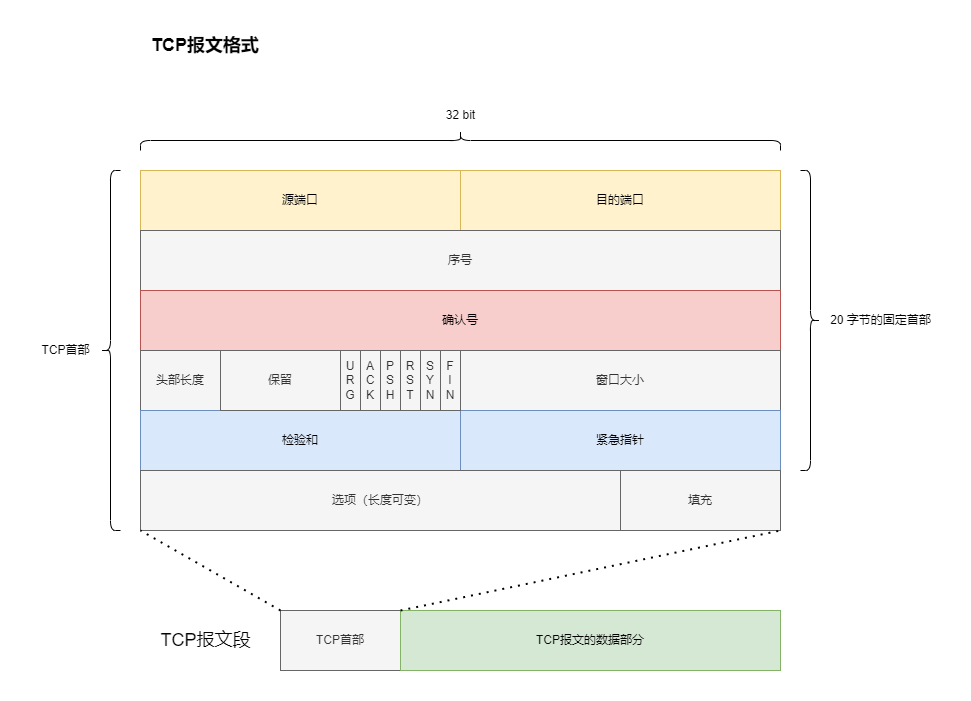 TCP报文格式
32 bit
源端口
目的端口
序号
确认号
20 字节的固定首部
TCP首部
头部长度
保留
URG
ACK
PSH
RST
SYN
FIN
窗口大小
检验和
紧急指针
选项（长度可变）
填充
TCP报文段
TCP首部
TCP报文的数据部分